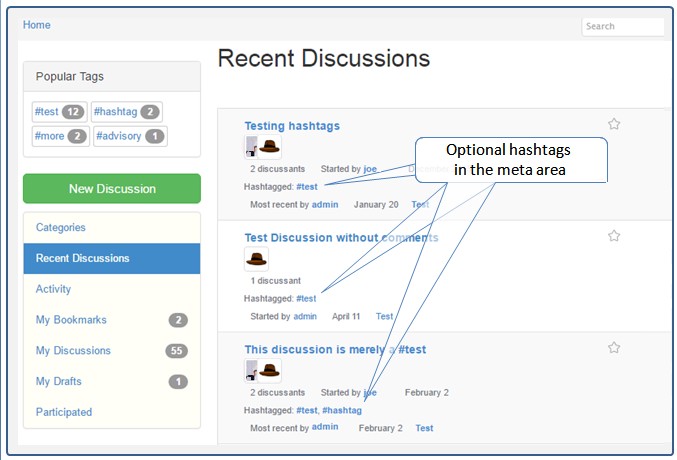 Home
Search
Popular Tags
#test 12 #hashtag 2
#more 2 #advisory 1
New Discussion
Categories
Recent Discussions
Activity
My Bookmarks 2
My Discussions 55
My Drafts 1
Participated
Recent Discussions
Testing hashtags
2 discussants Started by joe
Hashtagged: #test
Most recent by admin January 20 Test
Optional hashtags
in the meta area
Test Discussion without comments
1 discussant
Hashtagged: #test
Started by admin April 11 Test
This discussion is merely a #test
2 discussants Started by joe February 2
Hashtagged: #test, #hashtag
Most recent by admin February 2 Test